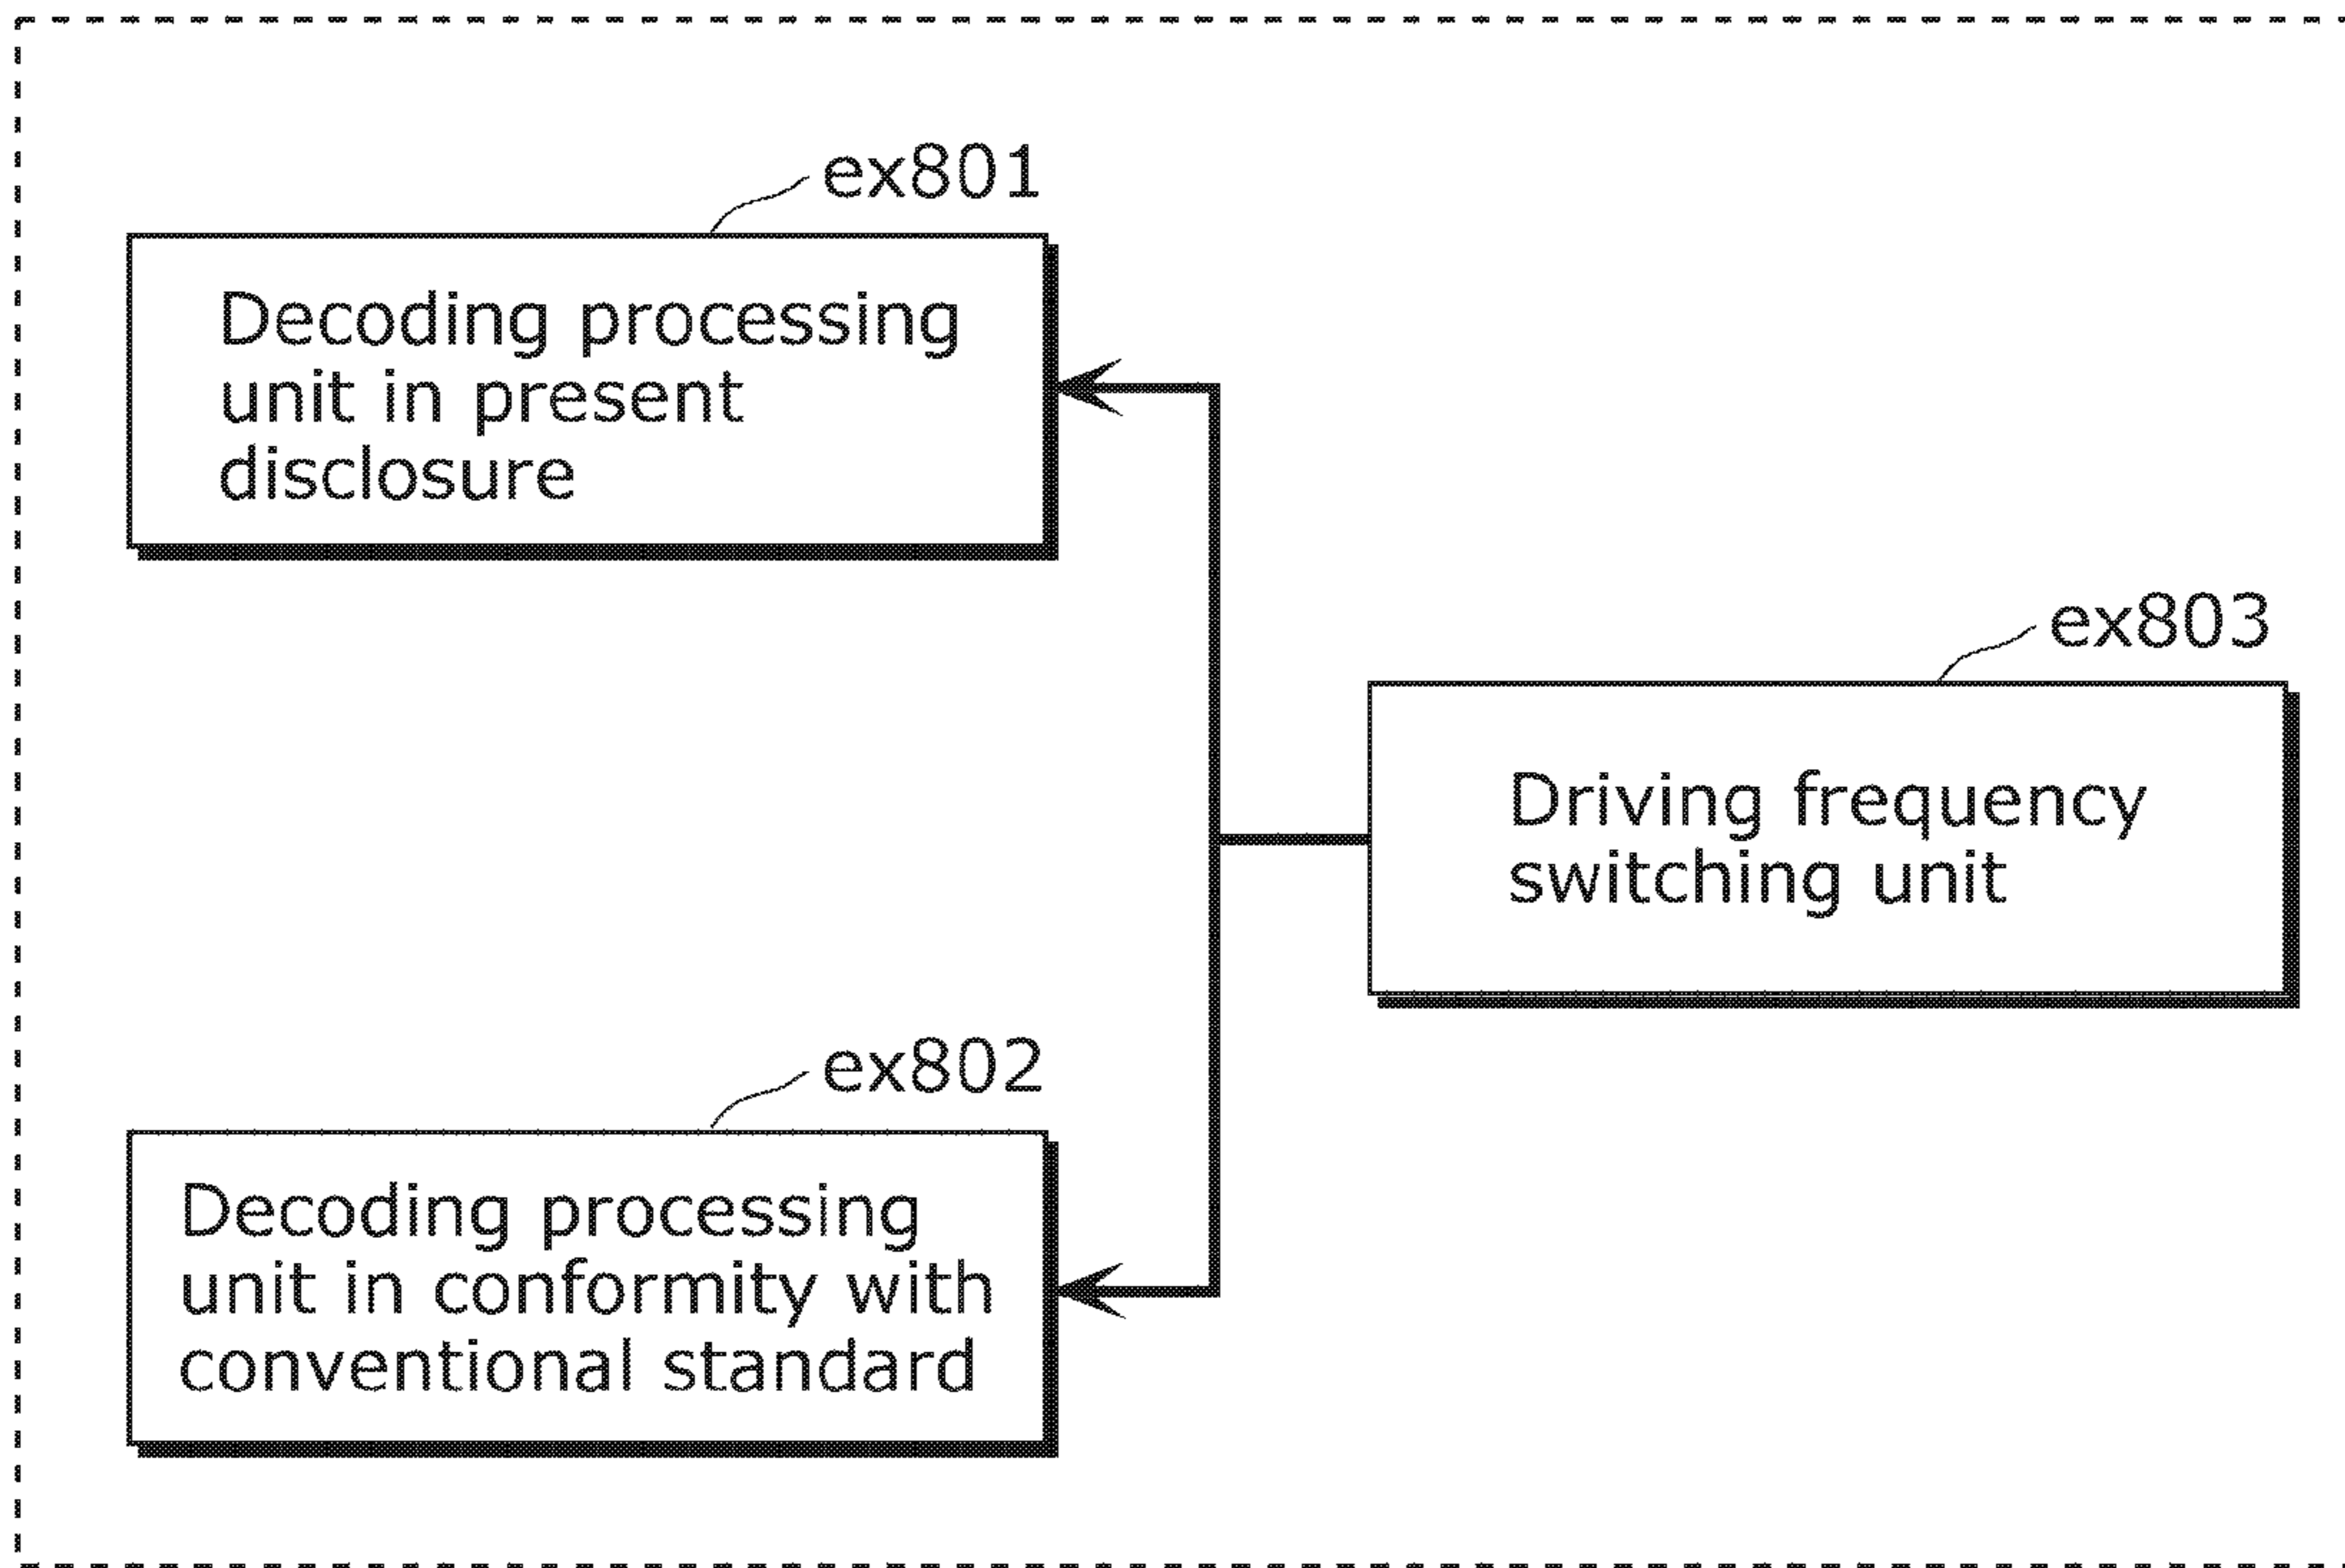 ex801
Decoding processing
unit in present
disclosure
ex803
Driving frequency
switching unit
ex802
Decoding processing
unit in conformity with
conventional standard